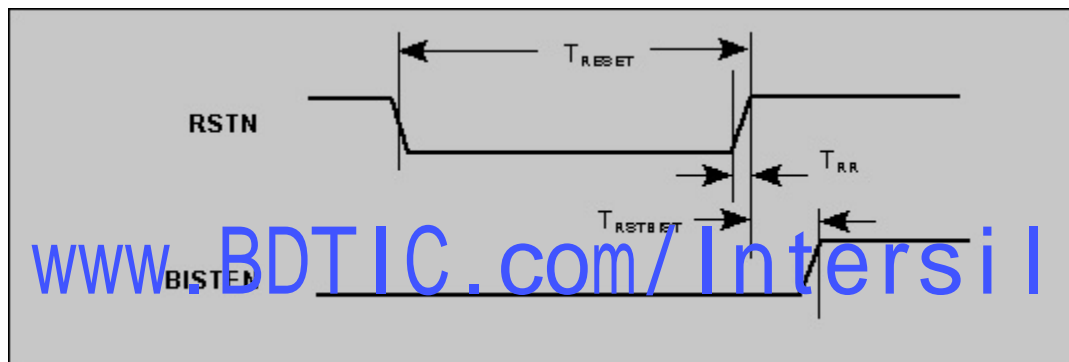 TRESET
RSTN
TRR
TRSTBIST
www.BDTIC.com/Intersil
BISTEN